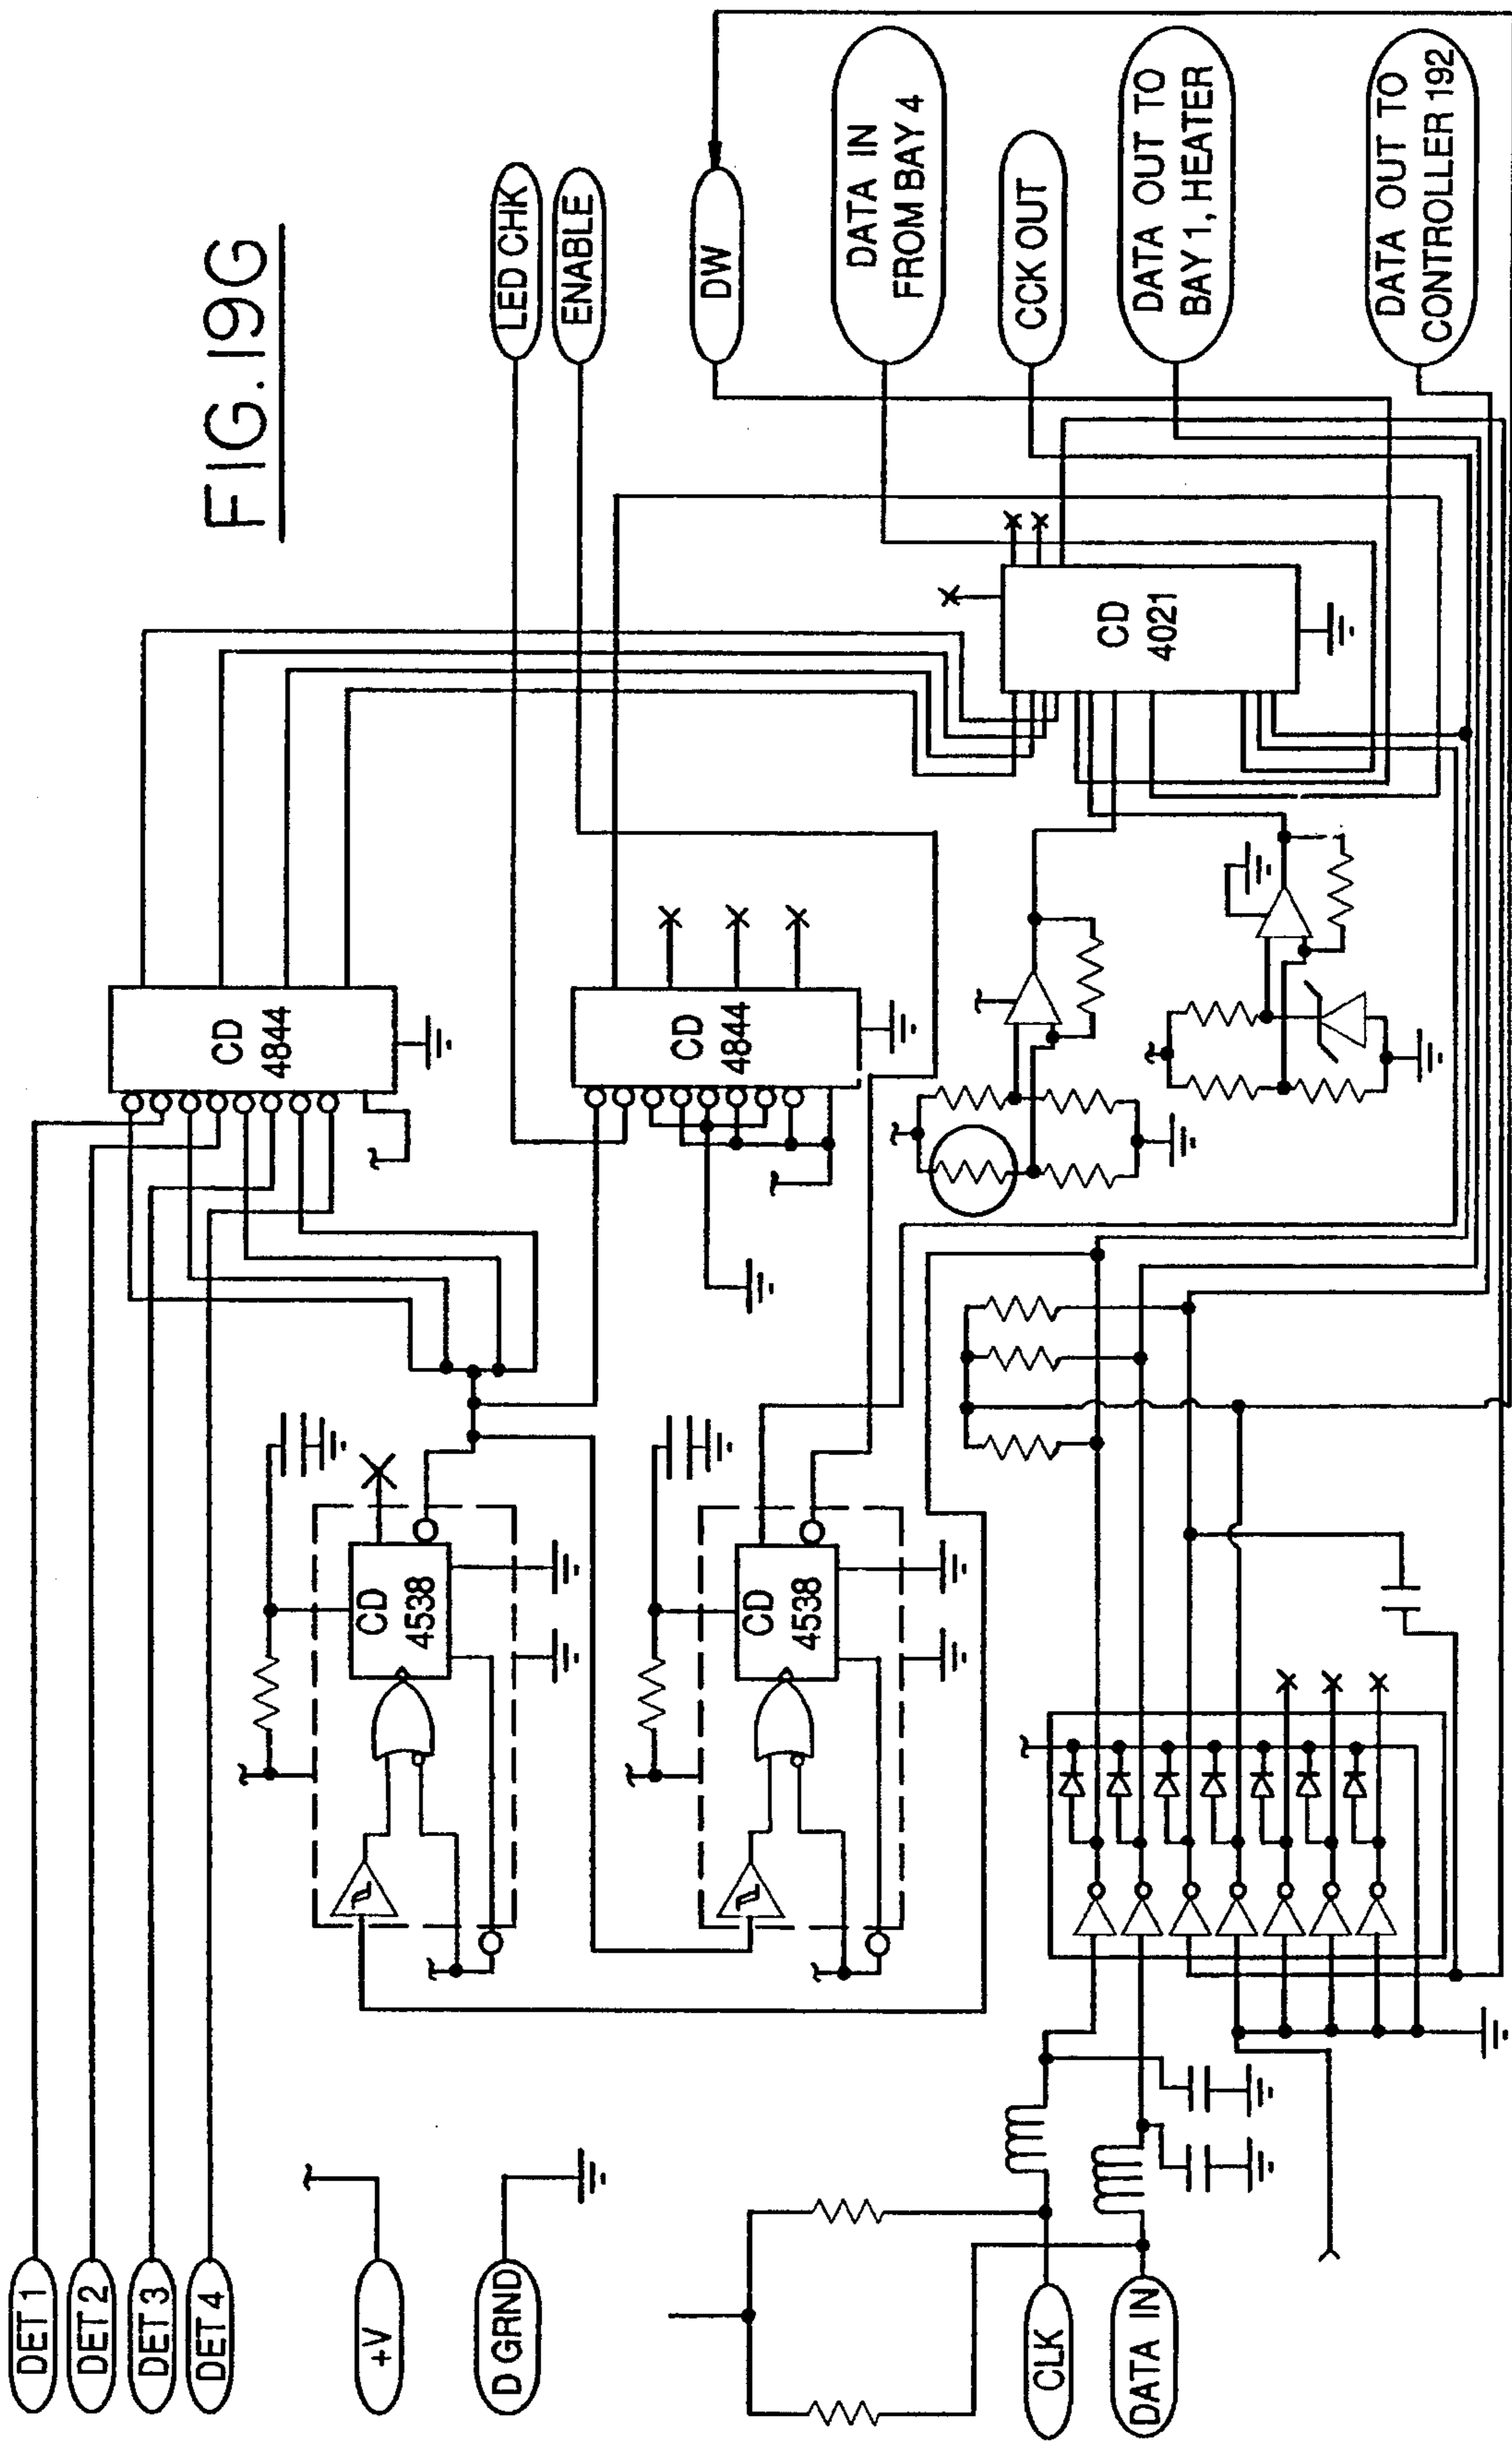 FIG. 19G
DET 1
DET 2
DET 3
DET 4
+V
D GRND
CLK
DATA IN
CD
4538
CD
4538
CD
4844
CD
4844
CD
4021
LED CHK
ENABLE
DW
DATA IN
FROM BAY 4
CCK OUT
DATA OUT TO
BAY 1, HEATER
DATA OUT TO
CONTROLLER 192